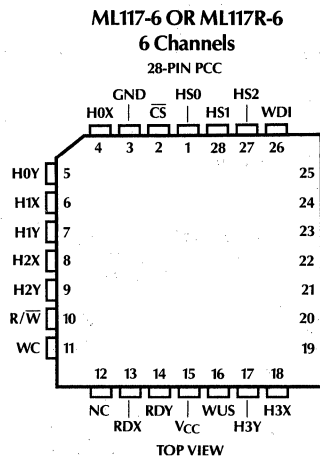 ML117-6 OR ML117R-6
6 Channels
28-PIN PCC
GND HS0 HS2
H0X C̅S̅ HS1 WDI
4 3 2 1 28 27 26
H0Y 5 25
H1X 6 24
H1Y 7 23
H2X 8 22
H2Y 9 21
R/W̅ 10 20
WC 11 19
12 13 14 15 16 17 18
NC RDY WUS H3X
RDX VCC H3Y
TOP VIEW